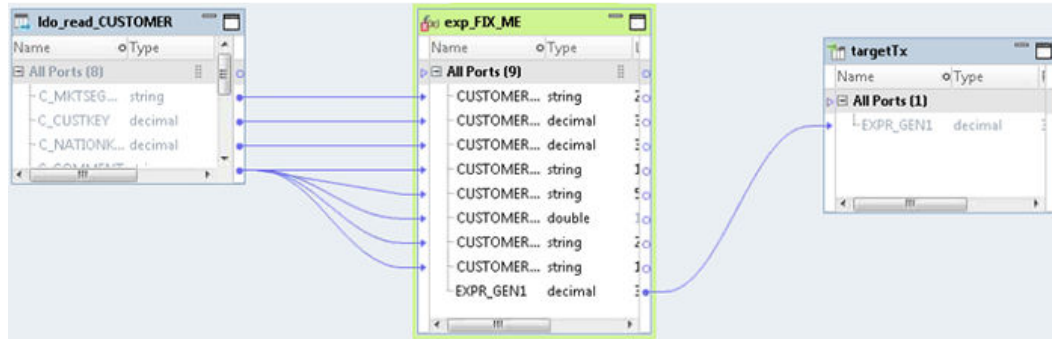 ldo_read_CUSTOMER
Name Type
All Ports (8)
C_MKTSEG... string
C_CUSTKEY decimal
C_NATIONK... decimal
exp_FIX_ME
Name Type
All Ports (9)
CUSTOMER... string
CUSTOMER... decimal
CUSTOMER... decimal
CUSTOMER... string
CUSTOMER... string
CUSTOMER... double
CUSTOMER... string
CUSTOMER... string
EXPR_GEN1 decimal
targetTx
Name Type
All Ports (1)
EXPR_GEN1 decimal